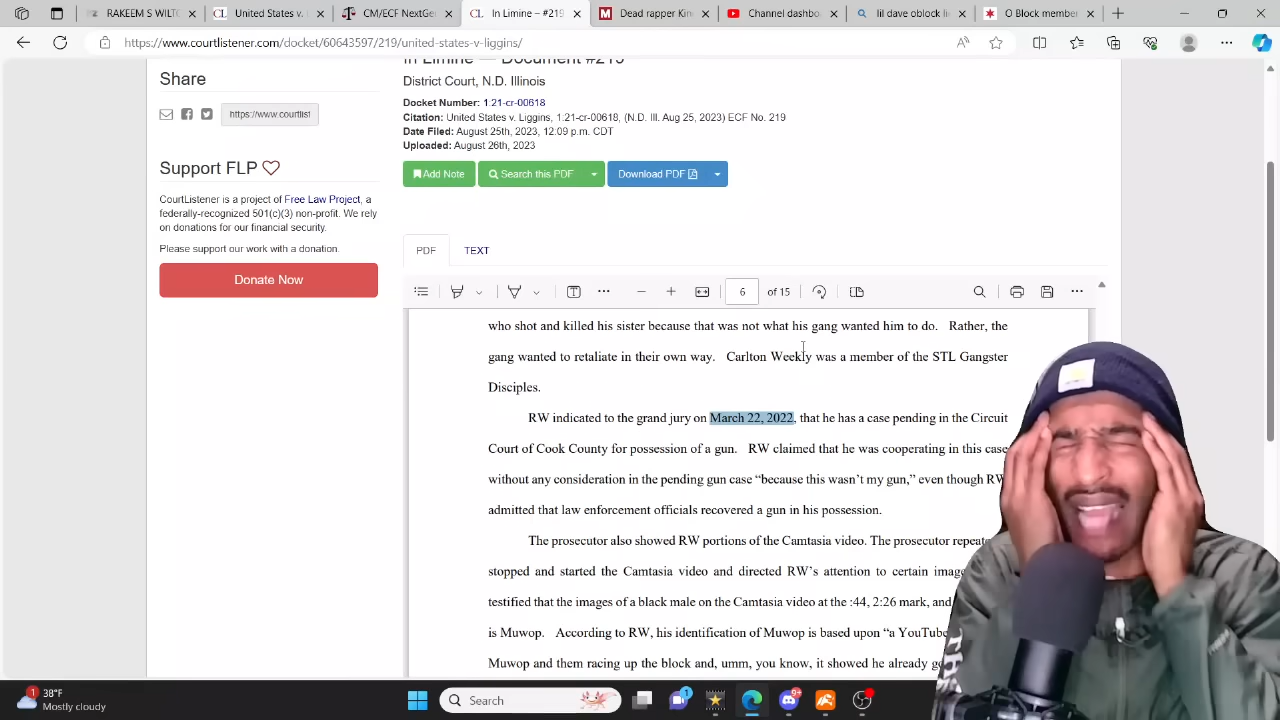 RAKEEM S WILTO
United States v. L
CM/ECF NextGe
In Limine – #219
Dead rapper Kin
Channel dashbo
lil dave oblock li
O Block member
https://www.courtlistener.com/docket/60643597/219/united-states-v-liggins/
In Limine — Document #219
Share
District Court, N.D. Illinois
Docket Number: 1:21-cr-00618
https://www.courtlist
Citation: United States v. Liggins, 1:21-cr-00618, (N.D. Ill. Aug 25, 2023) ECF No. 219
Date Filed: August 25th, 2023, 12:09 p.m. CDT
Uploaded: August 26th, 2023
Support FLP
Add Note
Search this PDF
Download PDF
CourtListener is a project of Free Law Project, a
federally-recognized 501(c)(3) non-profit. We rely
on donations for our financial security.
Please support our work with a donation.
Donate Now
PDF
TEXT
6 of 15
who shot and killed his sister because that was not what his gang wanted him to do. Rather, the
gang wanted to retaliate in their own way. Carlton Weekly was a member of the STL Gangster
Disciples.
RW indicated to the grand jury on March 22, 2022, that he has a case pending in the Circuit
Court of Cook County for possession of a gun. RW claimed that he was cooperating in this case
without any consideration in the pending gun case “because this wasn’t my gun,” even though RW
admitted that law enforcement officials recovered a gun in his possession.
The prosecutor also showed RW portions of the Camtasia video. The prosecutor repeat
stopped and started the Camtasia video and directed RW’s attention to certain imag
testified that the images of a black male on the Camtasia video at the :44, 2:26 mark, and
is Muwop. According to RW, his identification of Muwop is based upon “a YouTube
Muwop and them racing up the block and, umm, you know, it showed he already g
1
38°F
Mostly cloudy
Search
1
9+